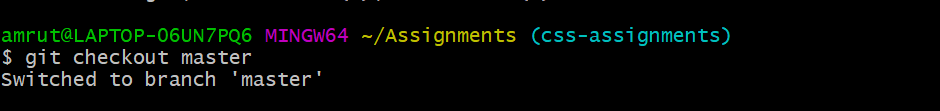 amrut@LAPTOP-O6UN7PQ6 MINGW64 ~/Assignments (css-assignments)
$ git checkout master
Switched to branch 'master'